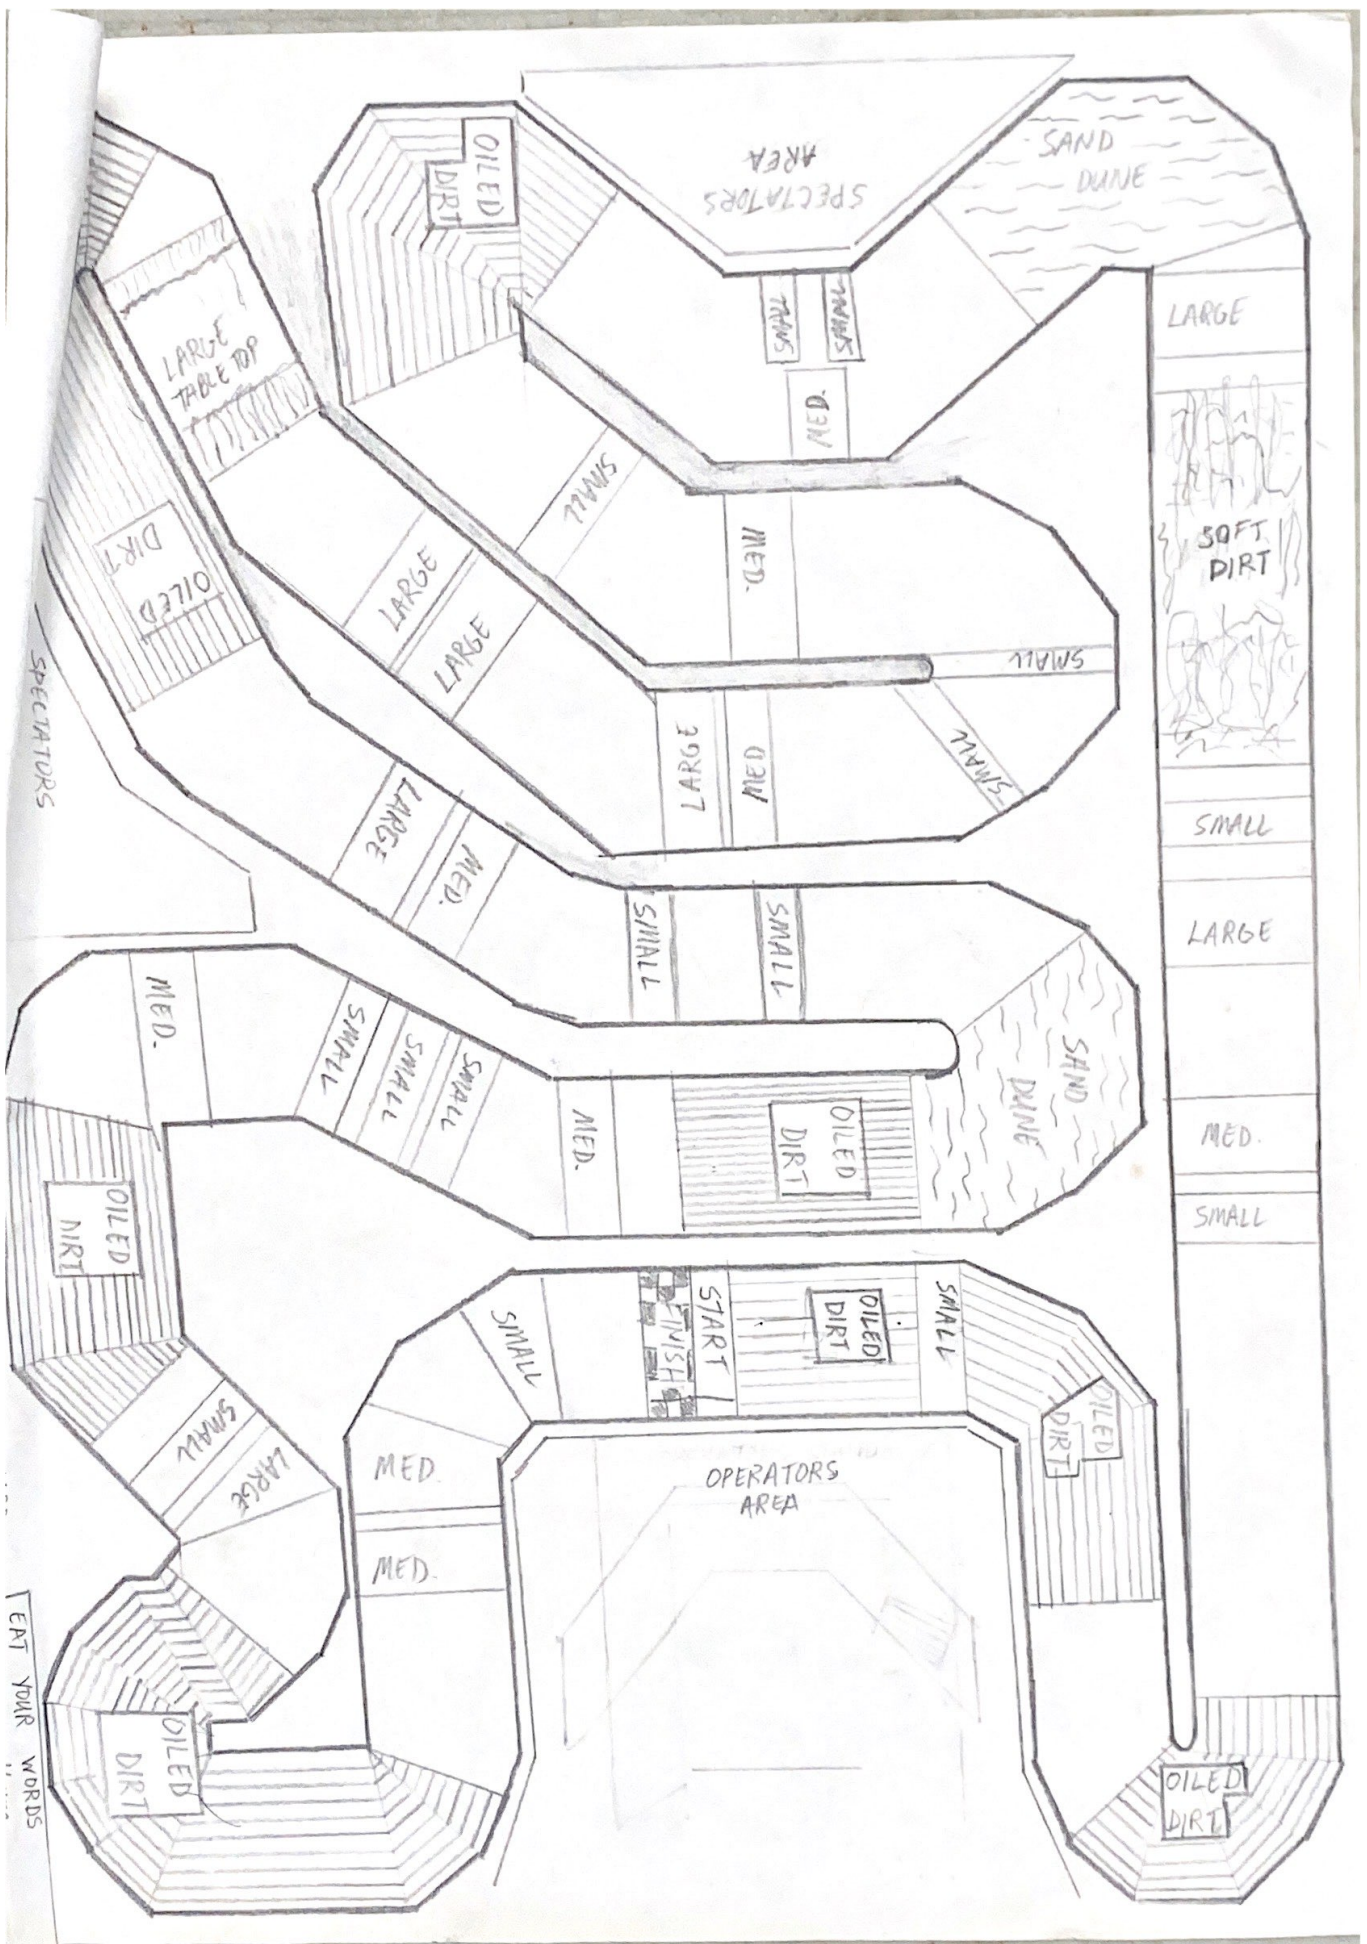 SPECTATORS
AREA
SAND
DUNE
OILED
DIRT
LARGE
TABLE TOP
LARGE
SMALL
SMALL
MED.
SMALL
MED.
SOFT
DIRT
LARGE
LARGE
OILED
DIRT
SMALL
SMALL
LARGE
MED
SPECTATORS
LARGE
MED.
SMALL
SMALL
SMALL
LARGE
MED.
SMALL
SMALL
SMALL
MED.
OILED
DIRT
SAND
DUNE
MED.
SMALL
OILED
DIRT
SMALL
FINISH
START
OILED
DIRT
SMALL
OILED
DIRT
SMALL
LARGE
MED.
MED.
OPERATORS
AREA
OILED
DIRT
OILED
DIRT
EAT YOUR WORDS